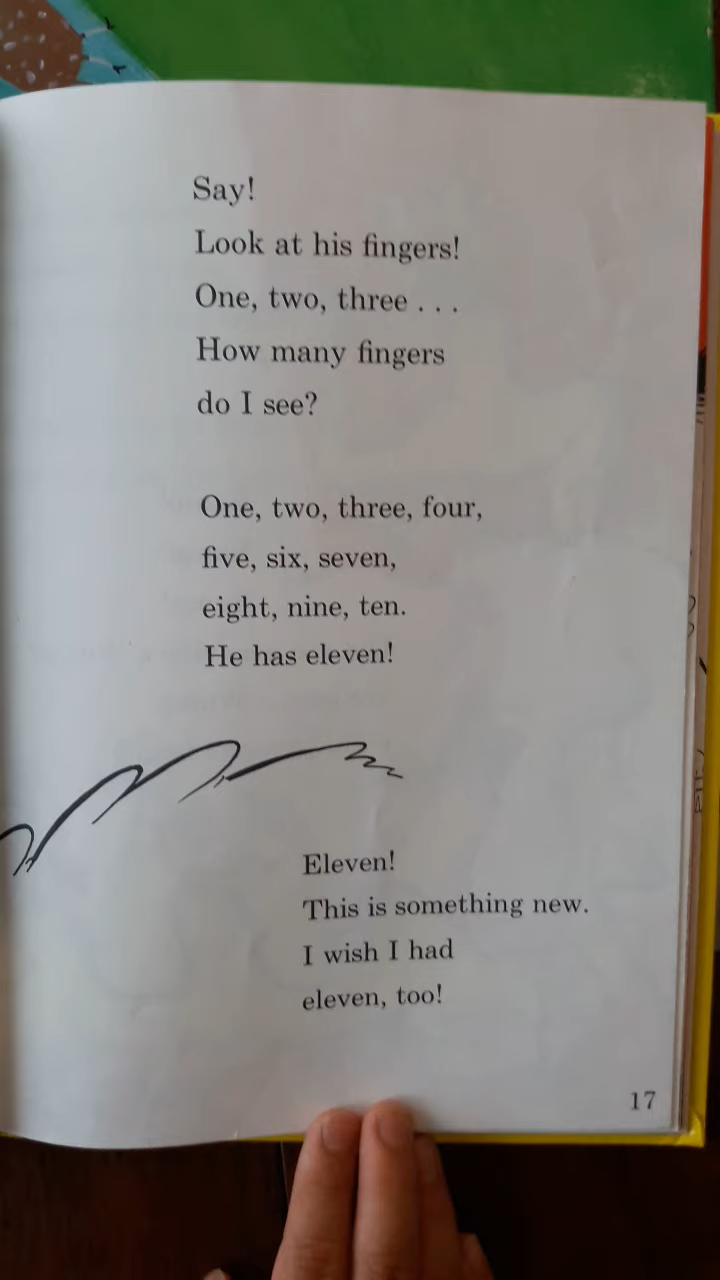 Say!
Look at his fingers!
One, two, three . . .
How many fingers
do I see?
One, two, three, four,
five, six, seven,
eight, nine, ten.
He has eleven!
Eleven!
This is something new.
I wish I had
eleven, too!
17